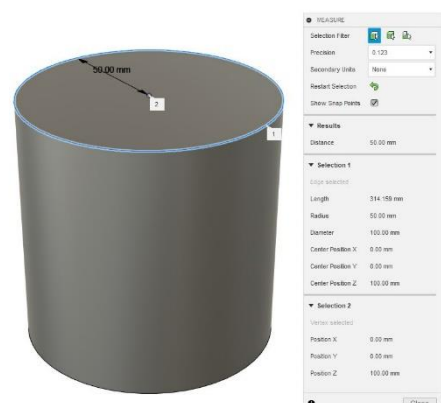 50.00 mm
2
1
MEASURE
Selection Filter
Precision 0.123
Secondary Units None
Restart Selection
Show Snap Points
Results
Distance 50.00 mm
Selection 1
Edge selected
Length 314.159 mm
Radius 50.00 mm
Diameter 100.00 mm
Center Position X 0.00 mm
Center Position Y 0.00 mm
Center Position Z 100.00 mm
Selection 2
Vertex selected
Position X 0.00 mm
Position Y 0.00 mm
Position Z 100.00 mm